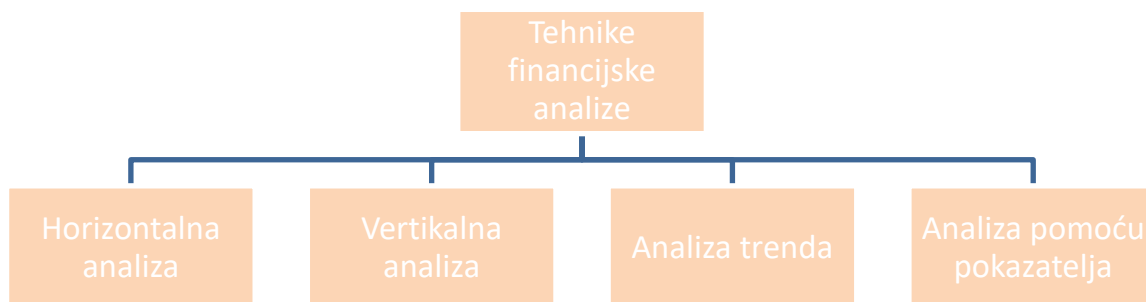 Tehnike
financijske
analize
Horizontalna
analiza
Vertikalna
analiza
Analiza trenda
Analiza pomoću
pokazatelja